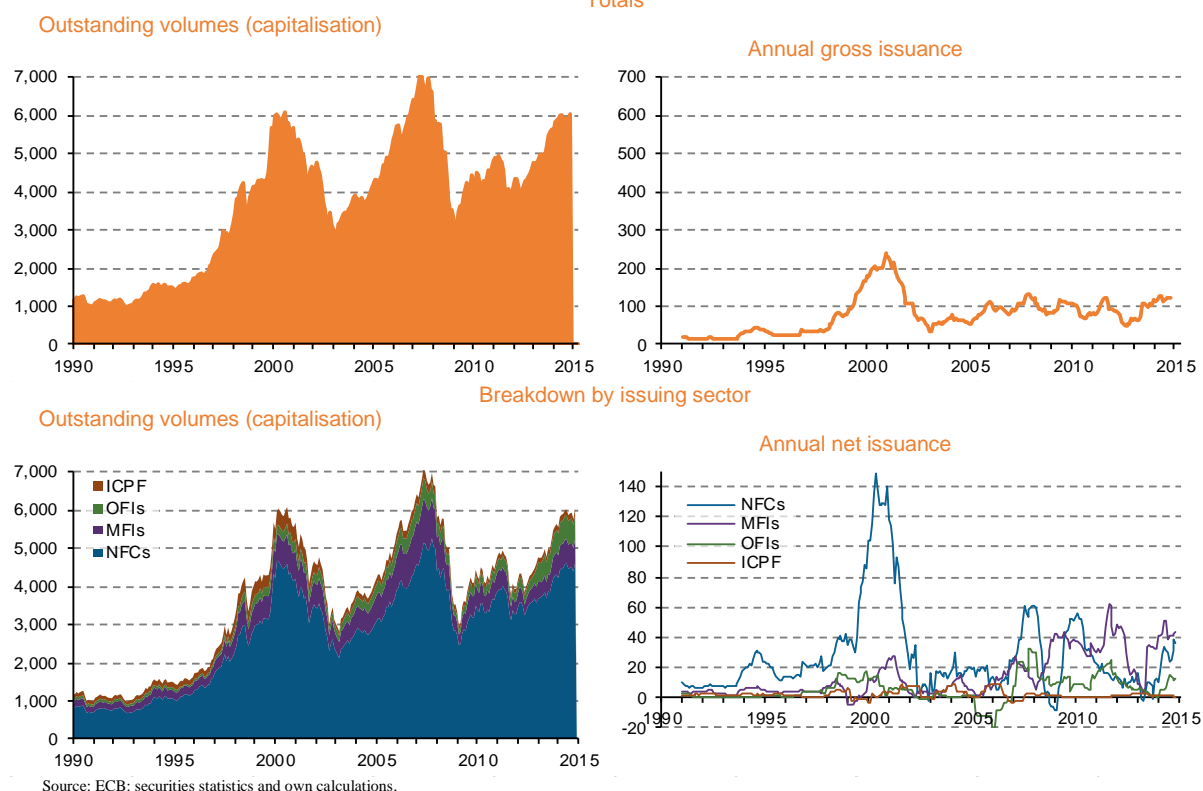 Totals
Outstanding volumes (capitalisation)
Annual gross issuance
7,000
6,000
5,000
4,000
3,000
2,000
1,000
0
1990 1995 2000 2005 2010 2015
700
600
500
400
300
200
100
0
1990 1995 2000 2005 2010 2015
Breakdown by issuing sector
Outstanding volumes (capitalisation)
Annual net issuance
7,000
6,000
5,000
4,000
3,000
2,000
1,000
0
ICPF
OFIs
MFIs
NFCs
1990 1995 2000 2005 2010 2015
140
120
100
80
60
40
20
0
-20
NFCs
MFIs
OFIs
ICPF
1990 1995 2000 2005 2010 2015
Source: ECB: securities statistics and own calculations.